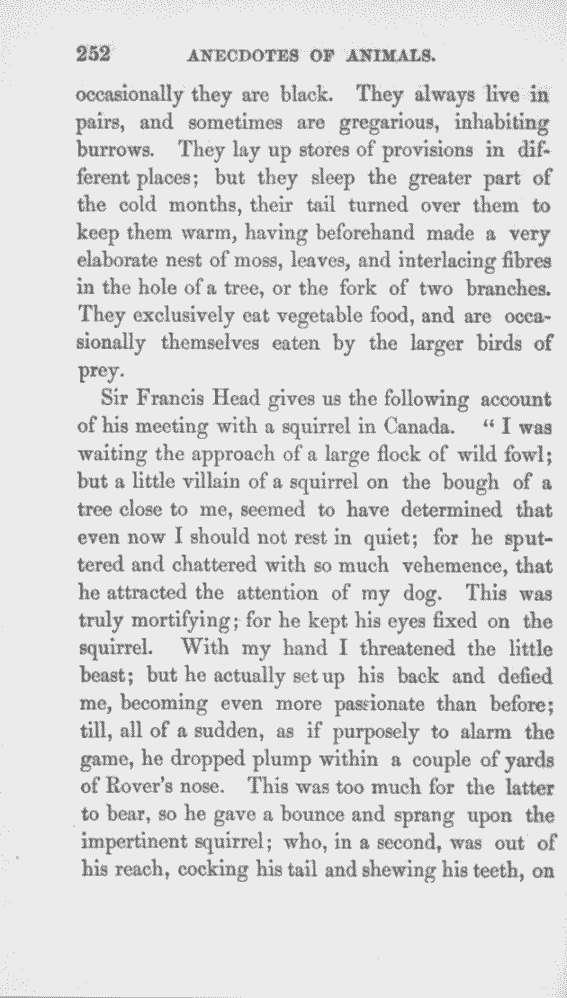 252 ANECDOTES OF ANIMALS.
occasionally they are black. They always live in
pairs, and sometimes are gregarious, inhabiting
burrows. They lay up stores of provisions in dif-
ferent places; but they sleep the greater part of
the cold months, their tail turned over them to
keep them warm, having beforehand made a very
elaborate nest of moss, leaves, and interlacing fibres
in the hole of a tree, or the fork of two branches.
They exclusively eat vegetable food, and are occa-
sionally themselves eaten by the larger birds of
prey.
Sir Francis Head gives us the following account
of his meeting with a squirrel in Canada. “ I was
waiting the approach of a large flock of wild fowl;
but a little villain of a squirrel on the bough of a
tree close to me, seemed to have determined that
even now I should not rest in quiet; for he sput-
tered and chattered with so much vehemence, that
he attracted the attention of my dog. This was
truly mortifying; for he kept his eyes fixed on the
squirrel. With my hand I threatened the little
beast; but he actually set up his back and defied
me, becoming even more passionate than before;
till, all of a sudden, as if purposely to alarm the
game, he dropped plump within a couple of yards
of Rover’s nose. This was too much for the latter
to bear, so he gave a bounce and sprang upon the
impertinent squirrel; who, in a second, was out of
his reach, cocking his tail and shewing his teeth, on